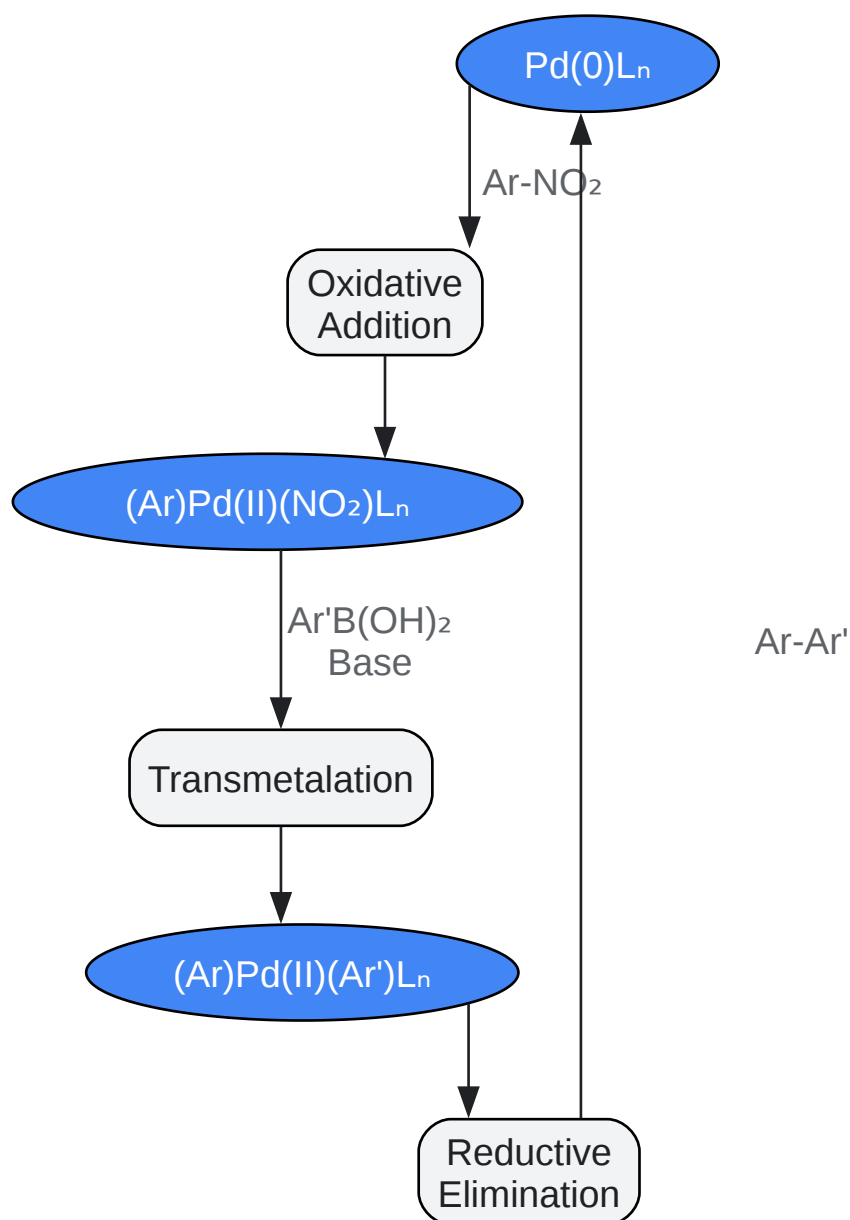 Pd(0)Lₙ
Ar-NO₂
Oxidative
Addition
(Ar)Pd(II)(NO₂)Lₙ
Ar'B(OH)₂
Base
Ar-Ar'
Transmetalation
(Ar)Pd(II)(Ar')Lₙ
Reductive
Elimination